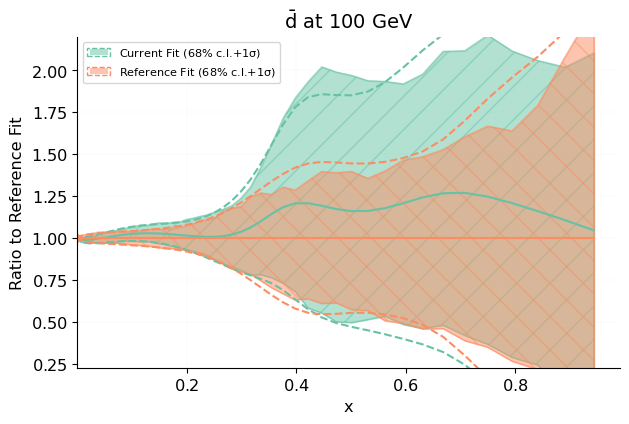 d̄ at 100 GeV
Current Fit (68% c.l.+1σ)
Reference Fit (68% c.l.+1σ)
Ratio to Reference Fit
2.00
1.75
1.50
1.25
1.00
0.75
0.50
0.25
0.2
0.4
0.6
0.8
x